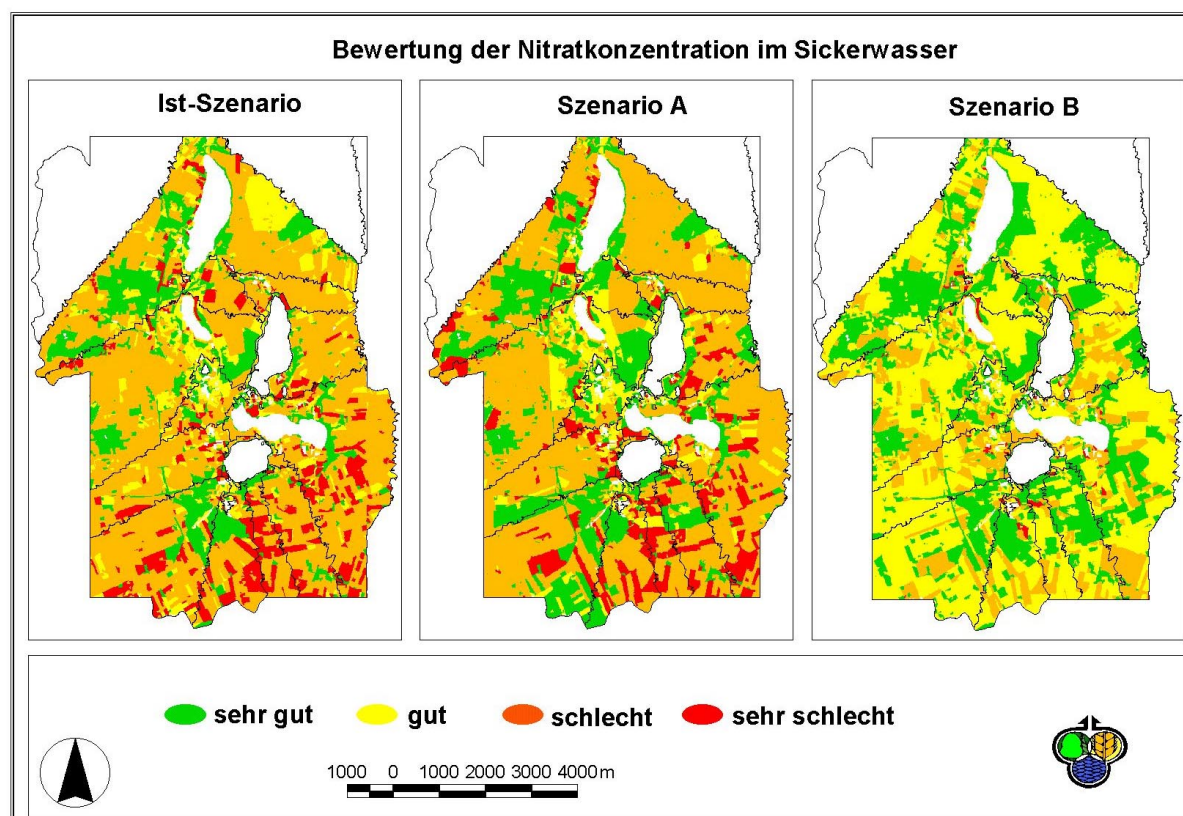 Bewertung der Nitratkonzentration im Sickerwasser
Ist-Szenario
Szenario A
Szenario B
sehr gut
gut
schlecht
sehr schlecht
1000 0 1000 2000 3000 4000 m